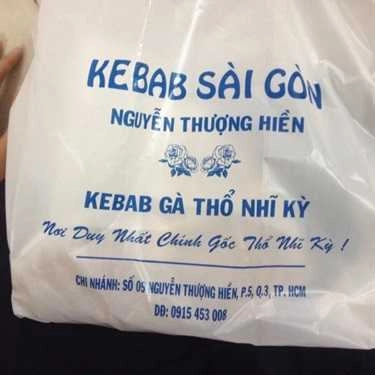 KEBAB SÀI GÒN
NGUYỄN THƯỢNG HIỀN
KEBAB GÀ THỔ NHĨ KỲ
Nơi Duy Nhất Chính Gốc Thổ Nhĩ Kỳ !
CHI NHÁNH: SỐ 05 NGUYỄN THƯỢNG HIỀN, P.5, Q.3, TP. HCM
DĐ: 0915 453 008